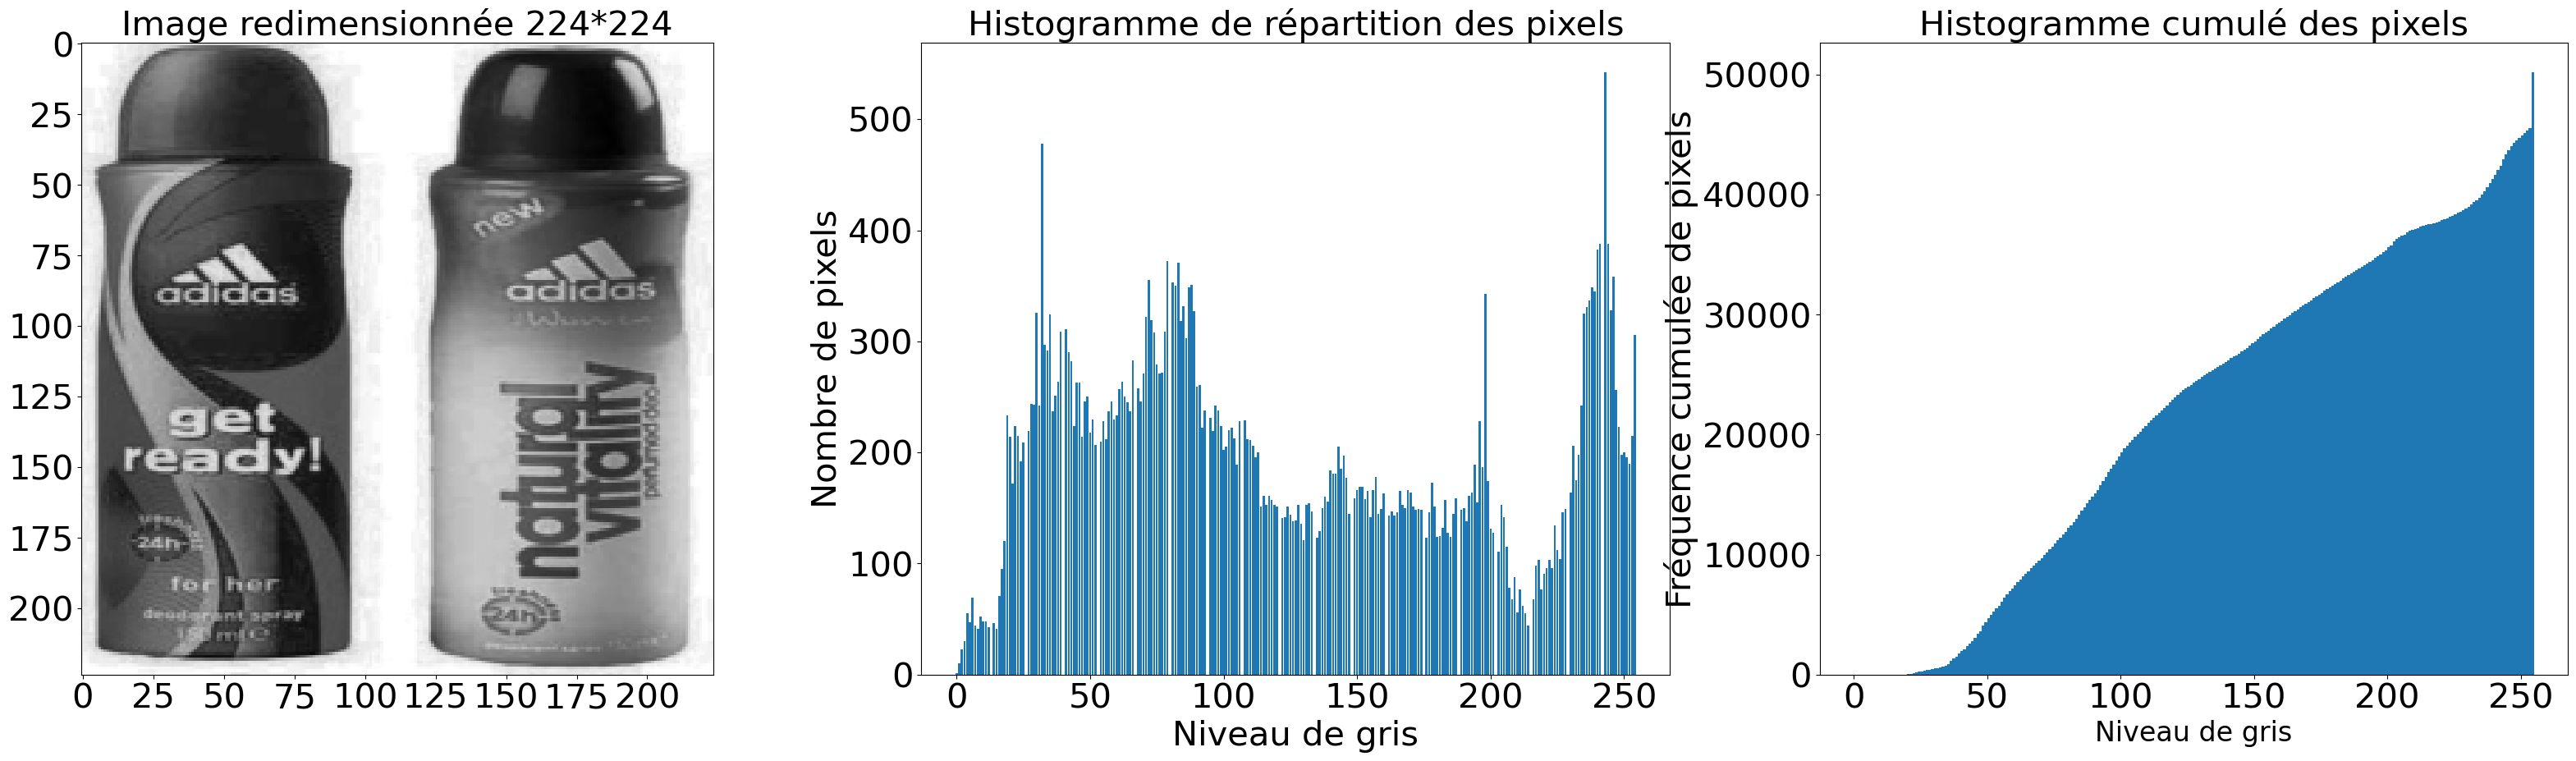 Image redimensionnée 224*224
0
25
50
75
100
125
150
175
200
0 25 50 75 100 125 150 175 200
new
adidas
adidas
get
ready!
24h
for her
deodorant spray
natural
vitality
perfumed deo
24h
Histogramme de répartition des pixels
Nombre de pixels
500
400
300
200
100
0
0 50 100 150 200 250
Niveau de gris
Histogramme cumulé des pixels
Fréquence cumulée de pixels
50000
40000
30000
20000
10000
0
0 50 100 150 200 250
Niveau de gris